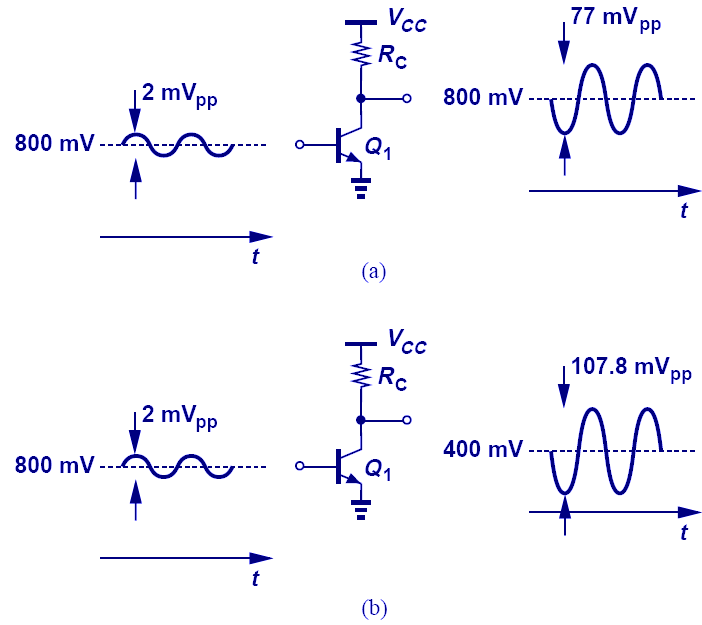 V_CC
77 mV_pp
R_C
2 mV_pp
800 mV
800 mV
Q_1
t
t
(a)
V_CC
107.8 mV_pp
R_C
2 mV_pp
400 mV
800 mV
Q_1
t
t
(b)